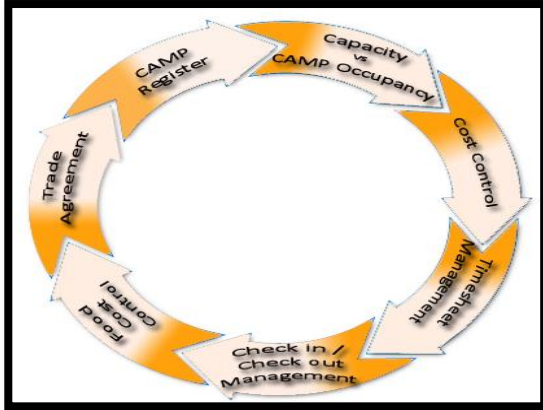 CAMP
Register
Capacity
vs
CAMP Occupancy
Cost Control
Timesheet
Management
Check in /
Check out
Management
Food
Cost
Control
Trade
Agreement